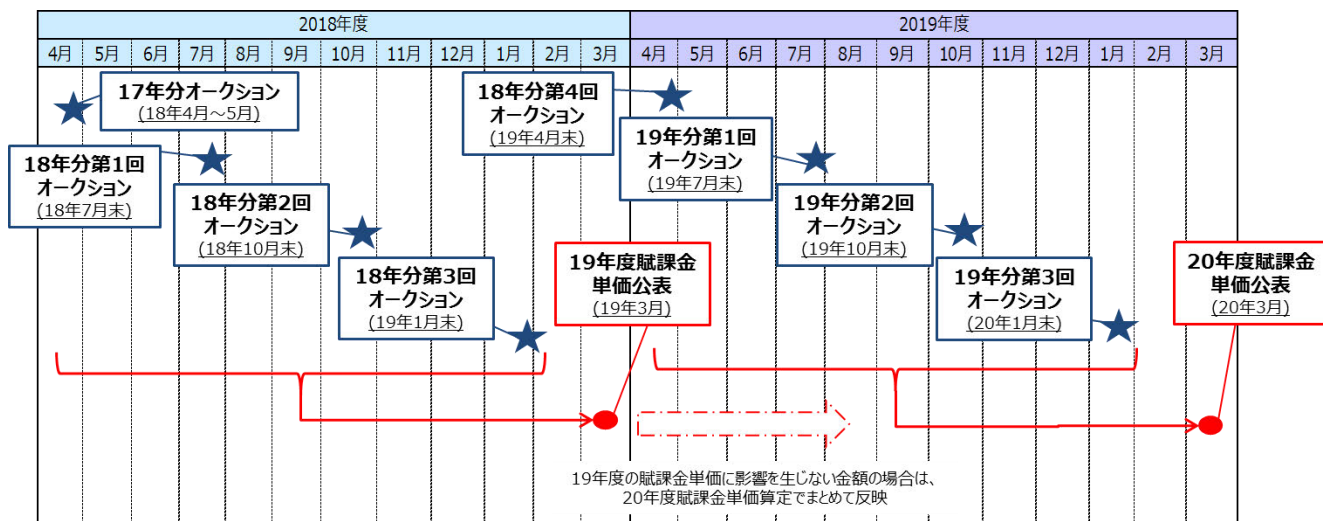 2018年度
2019年度
4月 5月 6月 7月 8月 9月 10月 11月 12月 1月 2月 3月
4月 5月 6月 7月 8月 9月 10月 11月 12月 1月 2月 3月
17年分オークション
(18年4月～5月)
18年分第1回
オークション
(18年7月末)
18年分第2回
オークション
(18年10月末)
18年分第3回
オークション
(19年1月末)
18年分第4回
オークション
(19年4月末)
19年度賦課金
単価公表
(19年3月)
19年分第1回
オークション
(19年7月末)
19年分第2回
オークション
(19年10月末)
19年分第3回
オークション
(20年1月末)
20年度賦課金
単価公表
(20年3月)
19年度の賦課金単価に影響を生じない金額の場合は、
20年度賦課金単価算定でまとめて反映